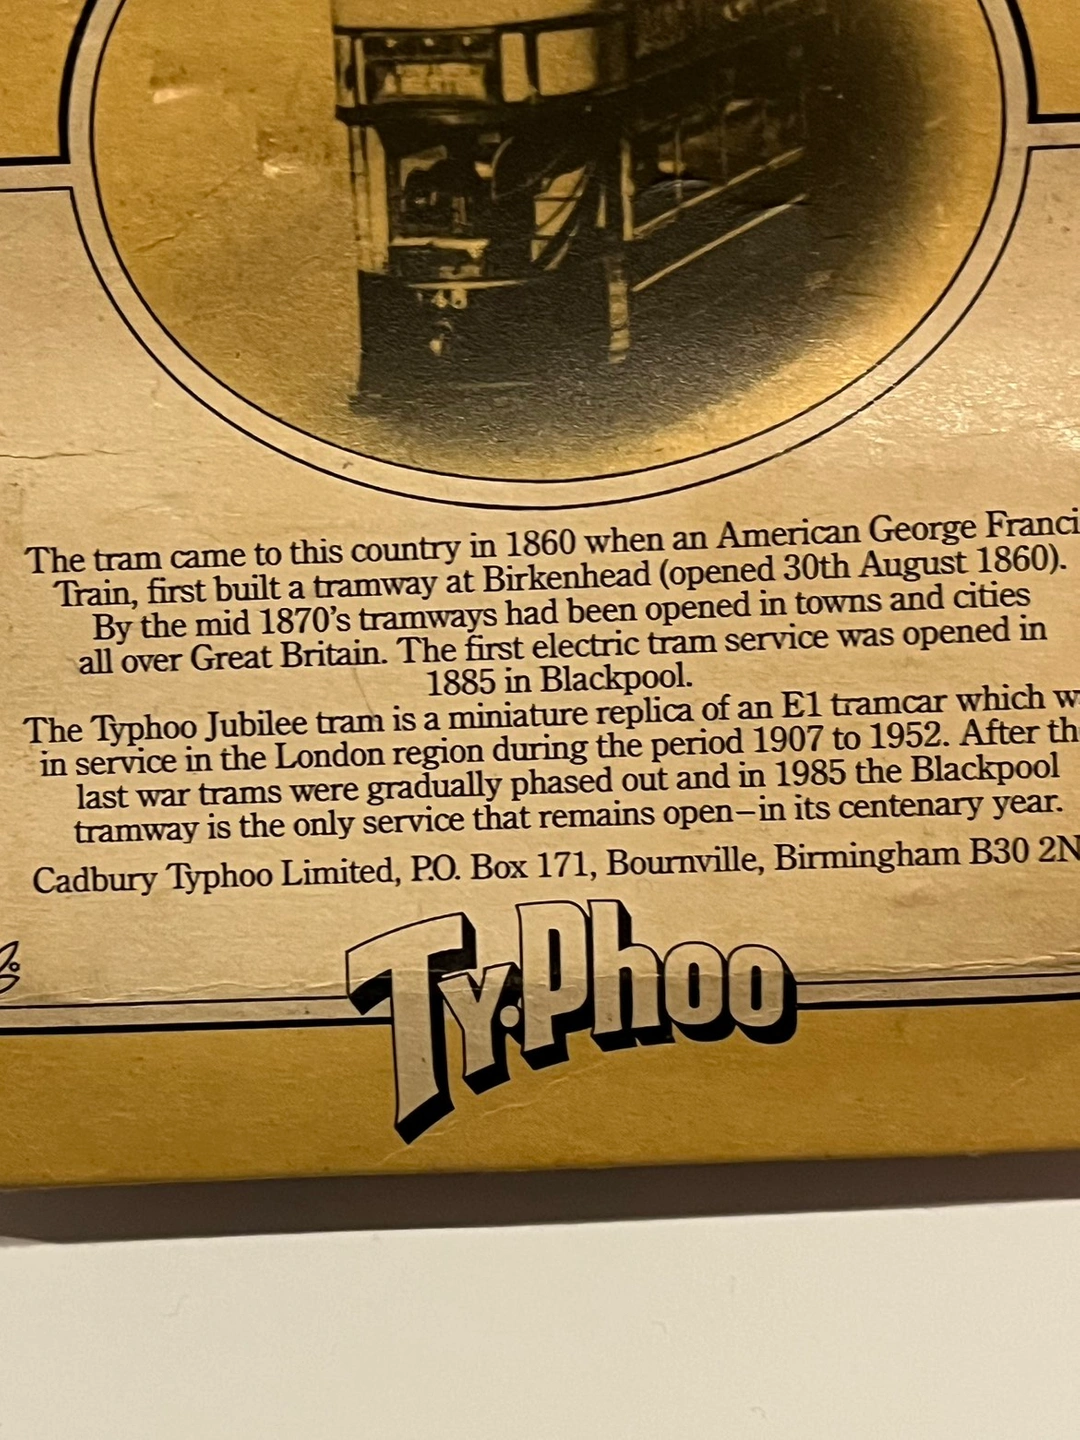 The tram came to this country in 1860 when an American George Franci
Train, first built a tramway at Birkenhead (opened 30th August 1860).
By the mid 1870's tramways had been opened in towns and cities
all over Great Britain. The first electric tram service was opened in
1885 in Blackpool.
The Typhoo Jubilee tram is a miniature replica of an E1 tramcar which w
in service in the London region during the period 1907 to 1952. After th
last war trams were gradually phased out and in 1985 the Blackpool
tramway is the only service that remains open–in its centenary year.
Cadbury Typhoo Limited, P.O. Box 171, Bournville, Birmingham B30 2N
Ty·Phoo